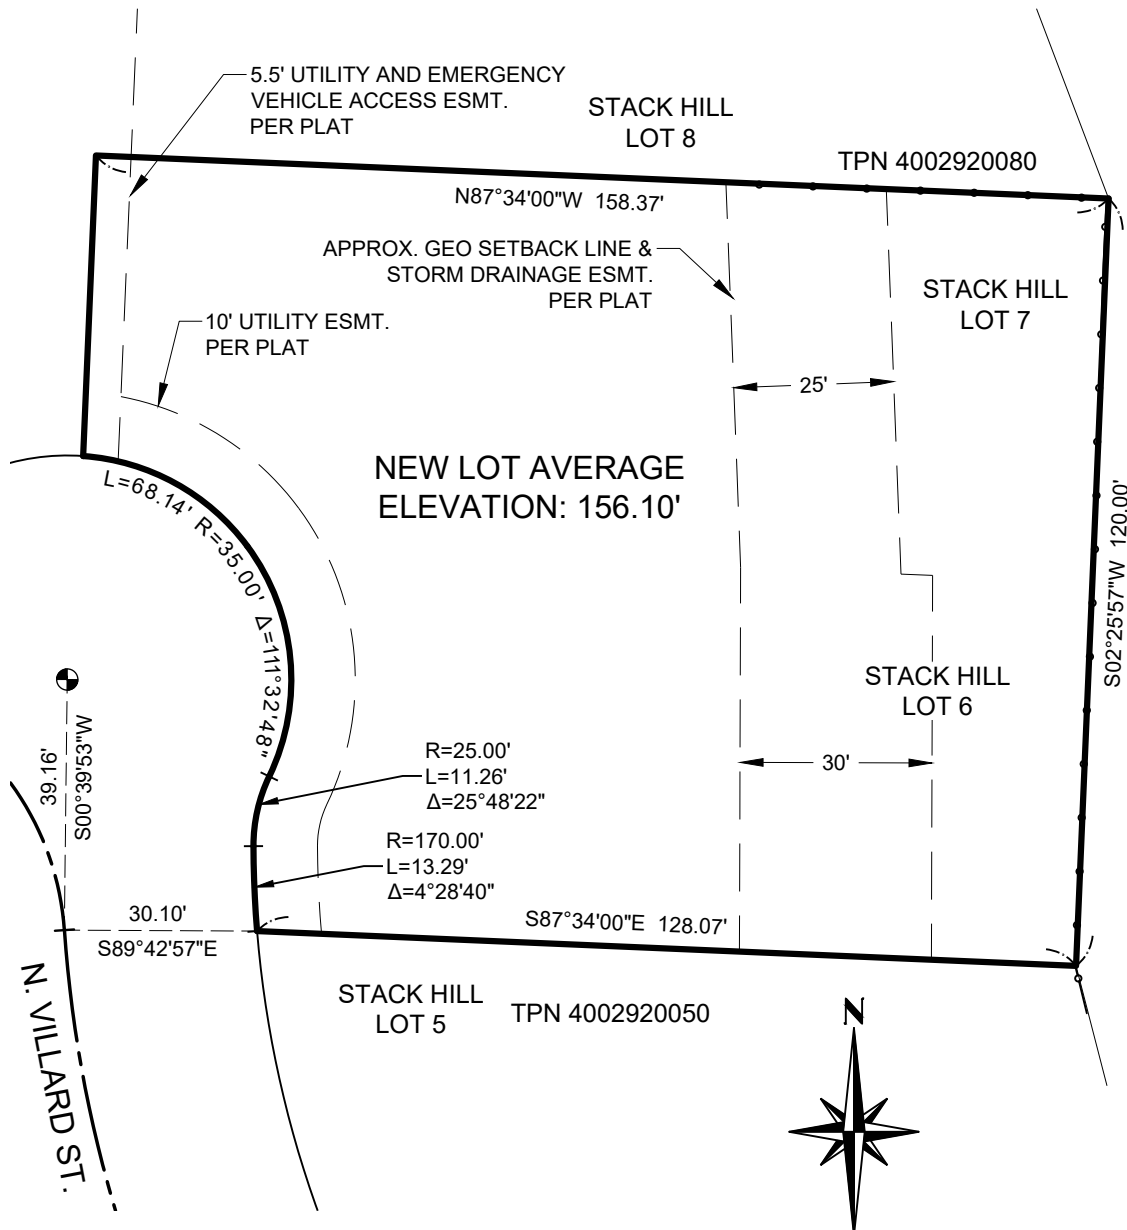 5.5' UTILITY AND EMERGENCY
VEHICLE ACCESS ESMT.
PER PLAT
STACK HILL
LOT 8
TPN 4002920080
N87°34'00"W 158.37'
APPROX. GEO SETBACK LINE &
STORM DRAINAGE ESMT.
PER PLAT
STACK HILL
LOT 7
10' UTILITY ESMT.
PER PLAT
25'
NEW LOT AVERAGE
ELEVATION: 156.10'
L=68.14' R=35.00' Δ=111°32'48"
S02°25'57"W 120.00'
STACK HILL
LOT 6
39.16'
S00°39'53"W
R=25.00'
L=11.26'
Δ=25°48'22"
30'
R=170.00'
L=13.29'
Δ=4°28'40"
30.10'
S89°42'57"E
S87°34'00"E 128.07'
N. VILLARD ST.
STACK HILL
LOT 5
TPN 4002920050
N